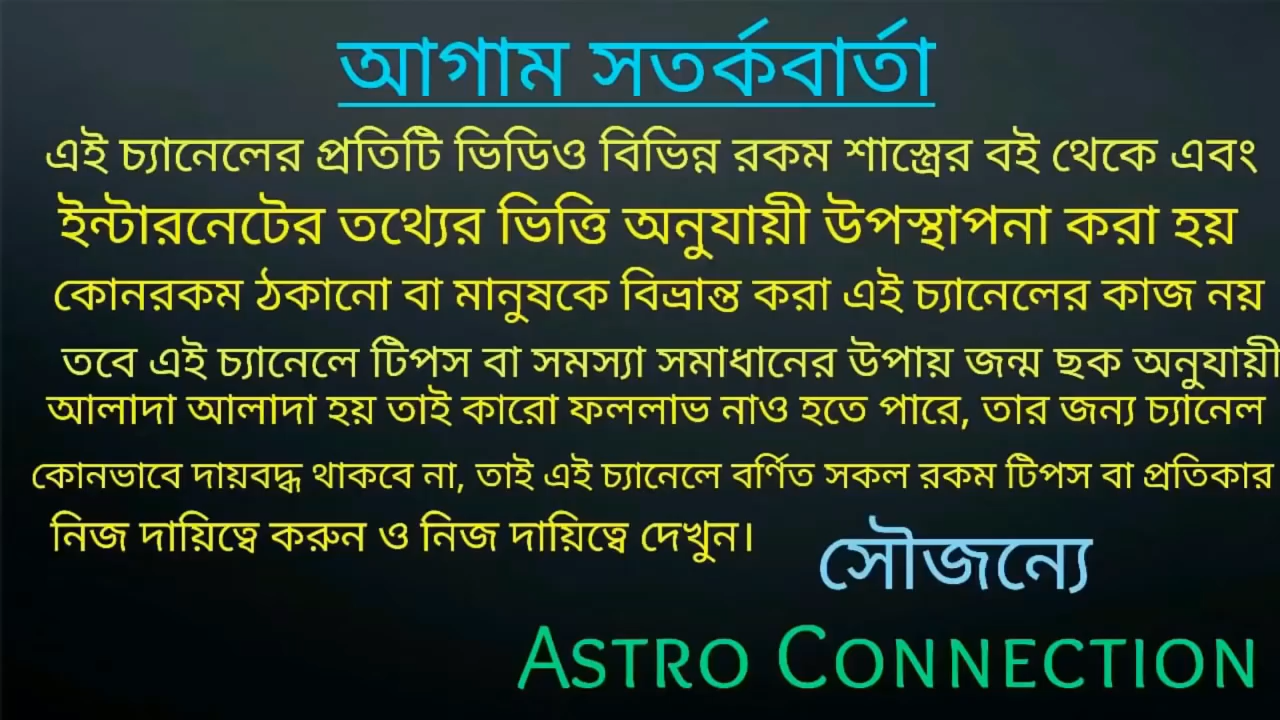 আগাম সতর্কবার্তা
এই চ্যানেলের প্রতিটি ভিডিও বিভিন্ন রকম শাস্ত্রের বই থেকে এবং
ইন্টারনেটের তথ্যের ভিত্তি অনুযায়ী উপস্থাপনা করা হয়
কোনরকম ঠকানো বা মানুষকে বিভ্রান্ত করা এই চ্যানেলের কাজ নয়
তবে এই চ্যানেলে টিপস বা সমস্যা সমাধানের উপায় জন্ম ছক অনুযায়ী
আলাদা আলাদা হয় তাই কারো ফললাভ নাও হতে পারে, তার জন্য চ্যানেল
কোনভাবে দায়বদ্ধ থাকবে না, তাই এই চ্যানেলে বর্ণিত সকল রকম টিপস বা প্রতিকার
নিজ দায়িত্বে করুন ও নিজ দায়িত্বে দেখুন।
সৌজন্যে
Astro Connection